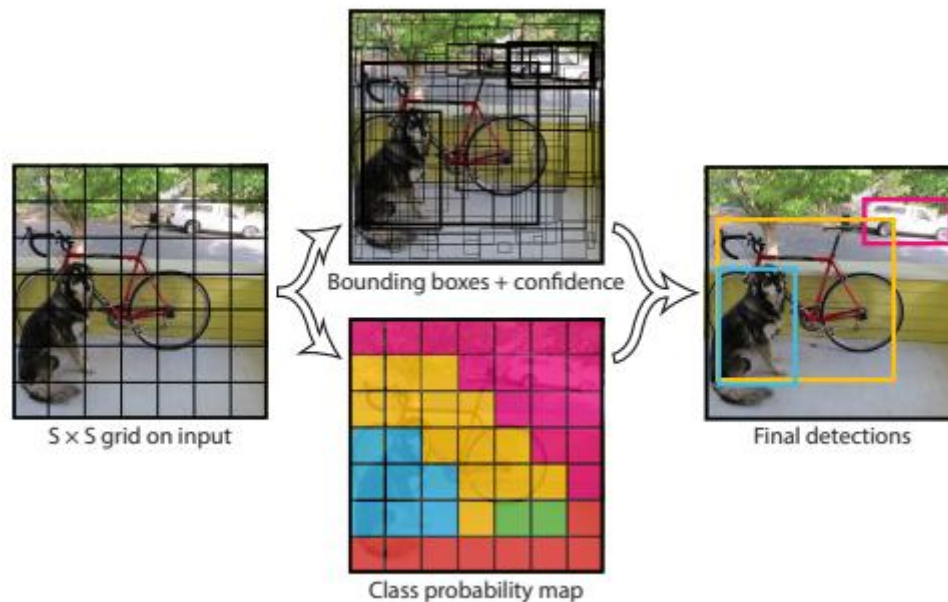 Bounding boxes + confidence
S × S grid on input
Final detections
Class probability map